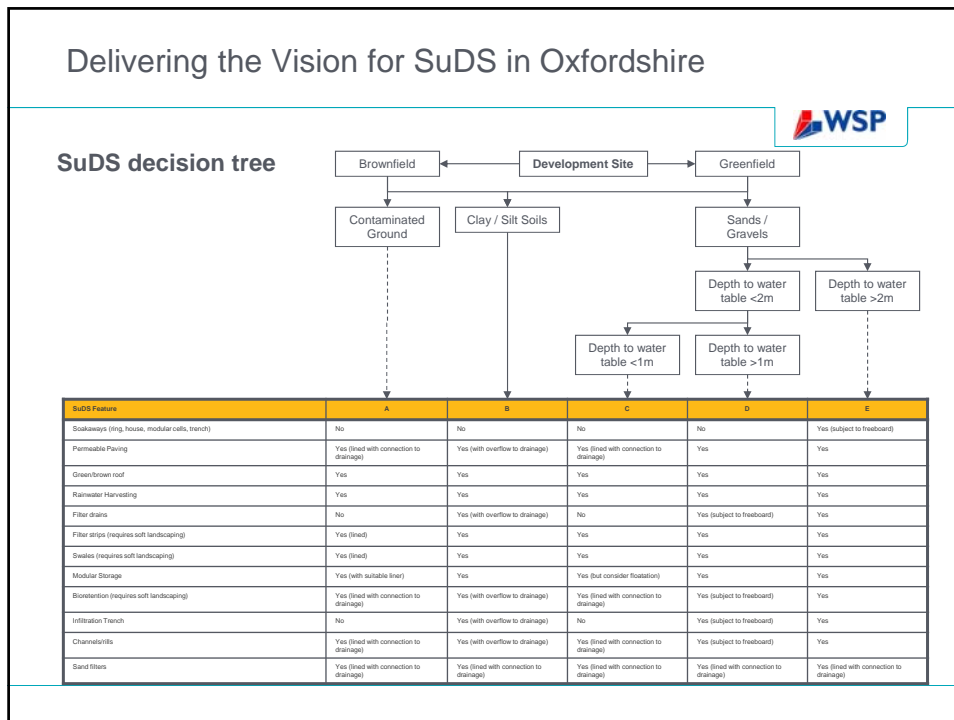 Delivering the Vision for SuDS in Oxfordshire
WSP
SuDS decision tree
Brownfield
Development Site
Greenfield
Contaminated
Ground
Clay / Silt Soils
Sands /
Gravels
Depth to water
table <2m
Depth to water
table >2m
Depth to water
table <1m
Depth to water
table >1m
SuDS Feature A B C D E
Soakaways (ring, house, modular cells, trench) No No No No Yes (subject to freeboard)
Permeable Paving Yes (lined with connection to drainage) Yes (with overflow to drainage) Yes (lined with connection to drainage) Yes Yes
Green/brown roof Yes Yes Yes Yes Yes
Rainwater Harvesting Yes Yes Yes Yes Yes
Filter drains No Yes (with overflow to drainage) No Yes (subject to freeboard) Yes
Filter strips (requires soft landscaping) Yes (lined) Yes Yes Yes Yes
Swales (requires soft landscaping) Yes (lined) Yes Yes Yes Yes
Modular Storage Yes (with suitable liner) Yes Yes (but consider floatation) Yes Yes
Bioretention (requires soft landscaping) Yes (lined with connection to drainage) Yes (with overflow to drainage) Yes (lined with connection to drainage) Yes (subject to freeboard) Yes
Infiltration Trench No Yes (with overflow to drainage) No Yes (subject to freeboard) Yes
Channels/rills Yes (lined with connection to drainage) Yes (with overflow to drainage) Yes (lined with connection to drainage) Yes (subject to freeboard) Yes
Sand filters Yes (lined with connection to drainage) Yes (lined with connection to drainage) Yes (lined with connection to drainage) Yes (lined with connection to drainage) Yes (lined with connection to drainage)